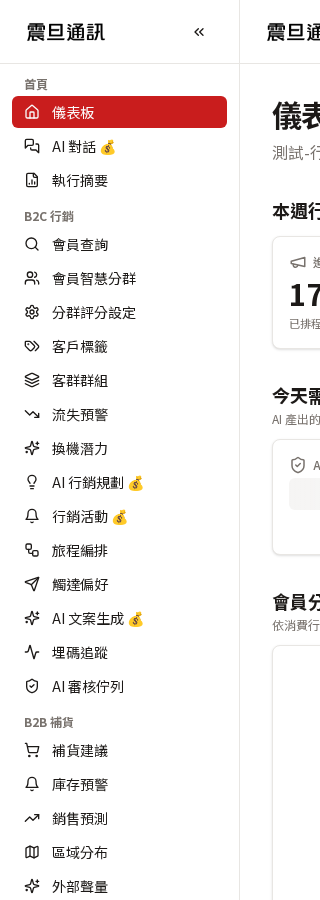 震旦通訊
首頁
儀表板
AI 對話 💰
執行摘要
B2C 行銷
會員查詢
會員智慧分群
分群評分設定
客戶標籤
客群群組
流失預警
換機潛力
AI 行銷規劃 💰
行銷活動 💰
旅程編排
觸達偏好
AI 文案生成 💰
埋碼追蹤
AI 審核佇列
B2B 補貨
補貨建議
庫存預警
銷售預測
區域分布
外部聲量
震旦通
儀表
測試-行
本週行
進
17
已排程
今天需
AI 產出的
A
會員分
依消費行